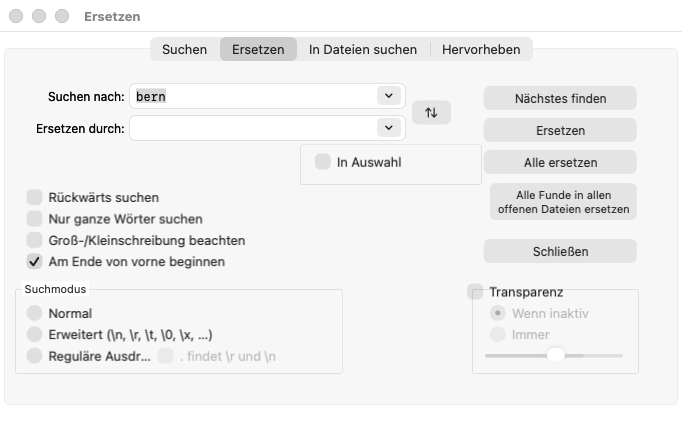 Ersetzen
Suchen Ersetzen In Dateien suchen Hervorheben
Suchen nach: bern
Nächstes finden
Ersetzen durch:
Ersetzen
In Auswahl
Alle ersetzen
Alle Funde in allen
offenen Dateien ersetzen
Rückwärts suchen
Nur ganze Wörter suchen
Groß-/Kleinschreibung beachten
Am Ende von vorne beginnen
Schließen
Suchmodus
Normal
Erweitert (\n, \r, \t, \0, \x, ...)
Reguläre Ausdr... . findet \r und \n
Transparenz
Wenn inaktiv
Immer